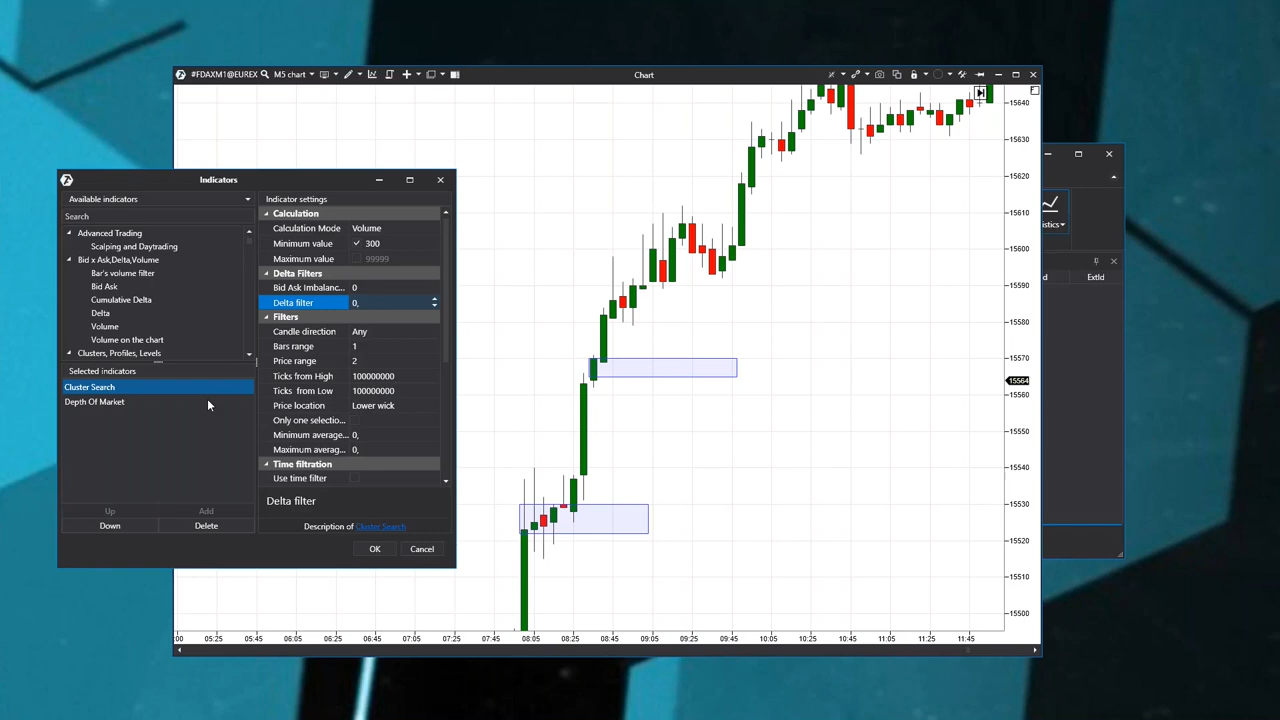 #FDAXM1@EUREX M5 chart Chart
Indicators
Available indicators
Search
Advanced Trading
Scalping and Daytrading
Bid x Ask,Delta,Volume
Bar's volume filter
Bid Ask
Cumulative Delta
Delta
Volume
Volume on the chart
Clusters, Profiles, Levels
Selected indicators
Cluster Search
Depth Of Market
Up Add
Down Delete
Indicator settings
Calculation
Calculation Mode Volume
Minimum value 300
Maximum value 99999
Delta Filters
Bid Ask Imbalanc... 0
Delta filter 0,
Filters
Candle direction Any
Bars range 1
Price range 2
Ticks from High 100000000
Ticks from Low 100000000
Price location Lower wick
Only one selectio...
Minimum average... 0,
Maximum averag... 0,
Time filtration
Use time filter
Delta filter
Description of Cluster Search
OK Cancel
15640
15630
15620
15610
15600
15590
15580
15570
15564
15560
15550
15540
15530
15520
15510
15500
:00 05:25 05:45 06:05 06:25 06:45 07:05 07:25 07:45 08:05 08:25 08:45 09:05 09:25 09:45 10:05 10:25 10:45 11:05 11:25 11:45
istics
d ExtId